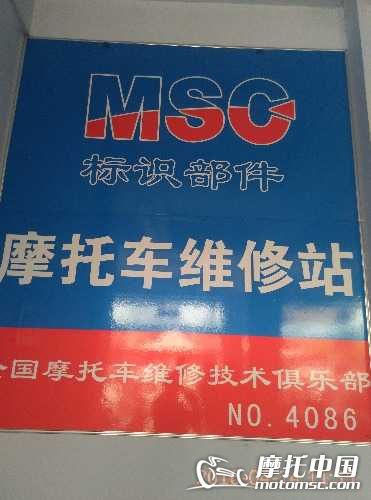 MSC
标识部件
摩托车维修站
全国摩托车维修技术俱乐部
NO. 4086
摩托中国
motomsc.com